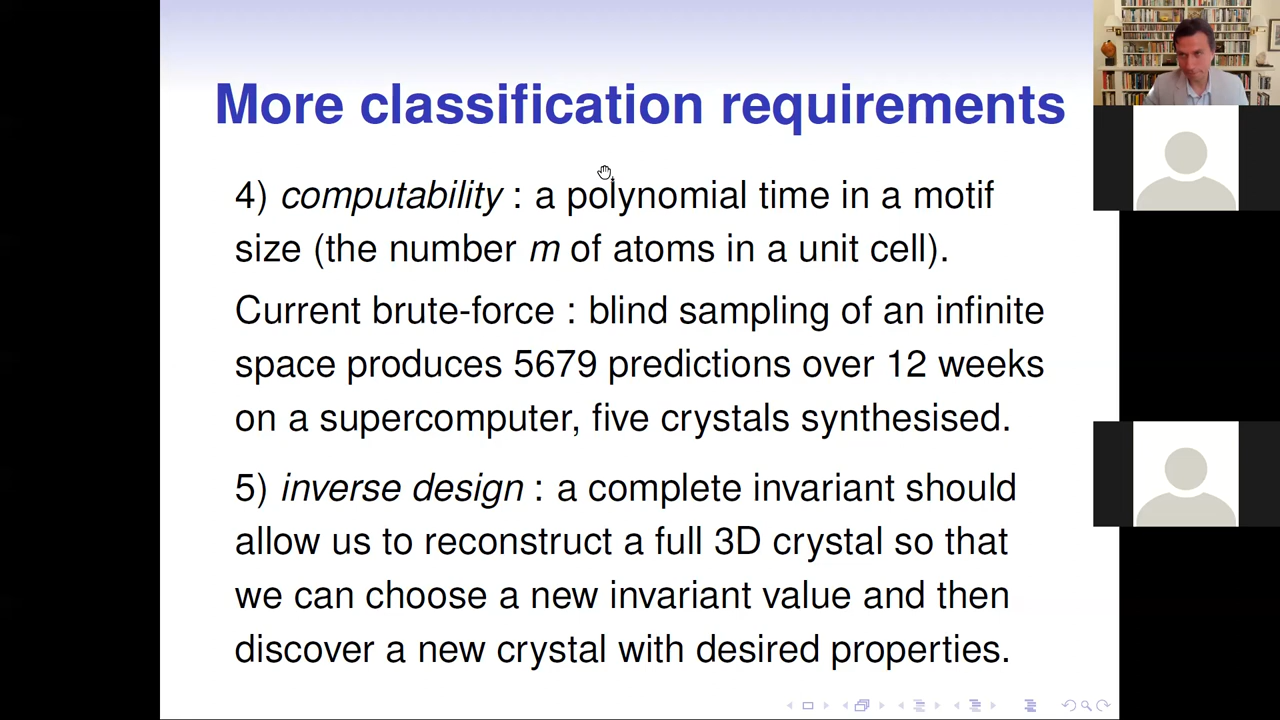 More classification requirements
4) computability : a polynomial time in a motif
size (the number m of atoms in a unit cell).
Current brute-force : blind sampling of an infinite
space produces 5679 predictions over 12 weeks
on a supercomputer, five crystals synthesised.
5) inverse design : a complete invariant should
allow us to reconstruct a full 3D crystal so that
we can choose a new invariant value and then
discover a new crystal with desired properties.